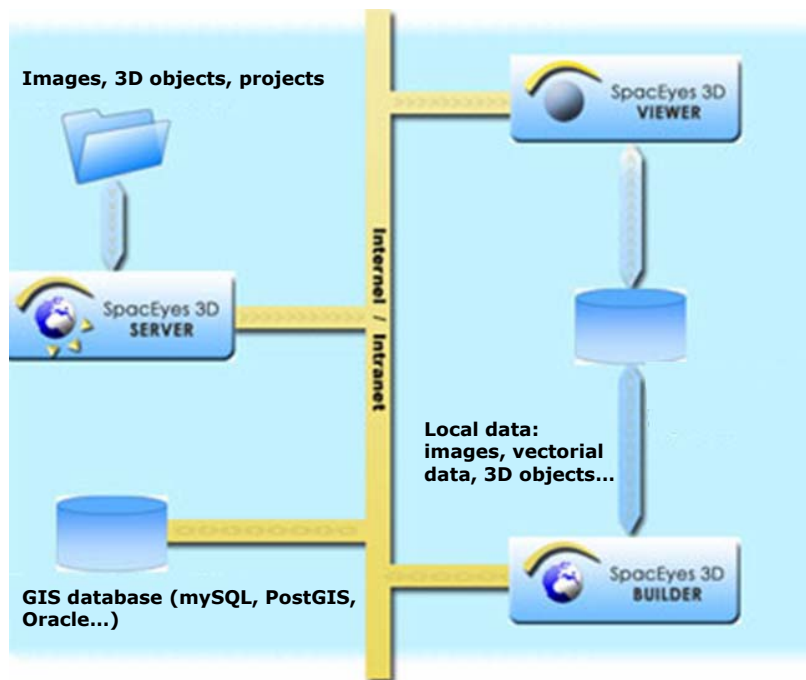 Images, 3D objects, projects
SpacEyes 3D
VIEWER
Internet / Intranet
SpacEyes 3D
SERVER
Local data:
images, vectorial
data, 3D objects...
GIS database (mySQL, PostGIS,
Oracle...)
SpacEyes 3D
BUILDER